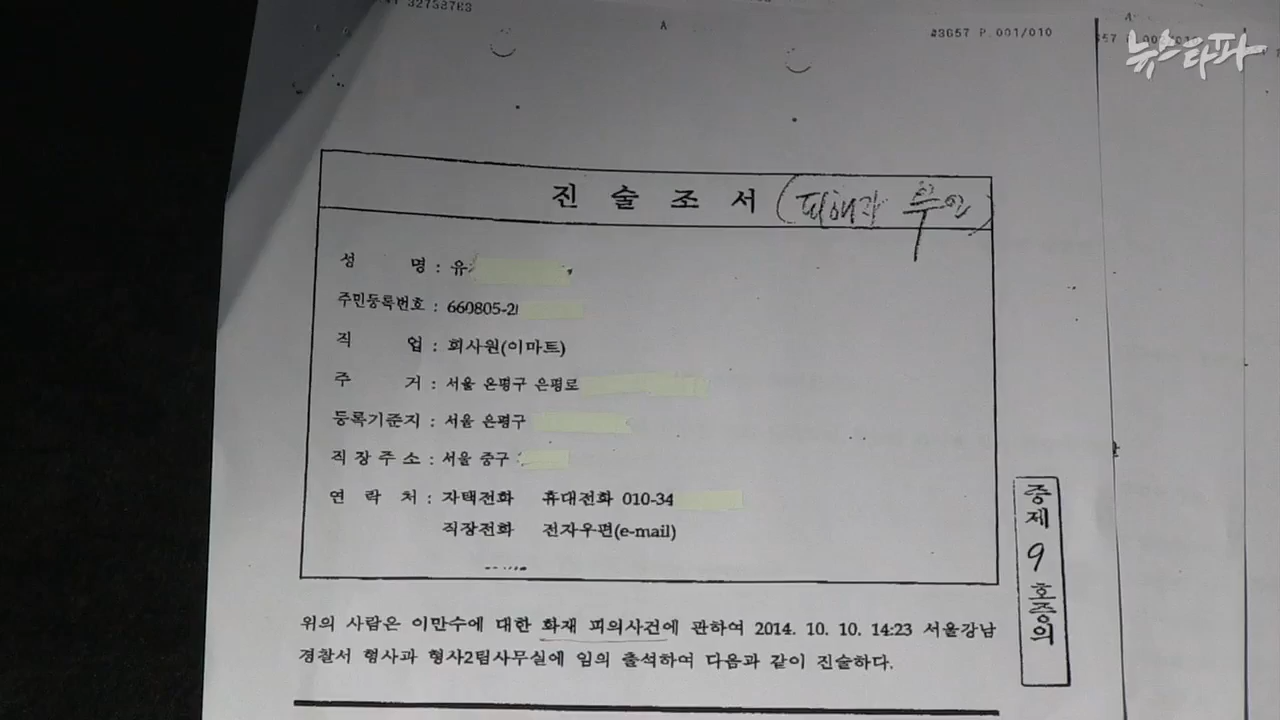 32758763
A
#3657 P.001/010
뉴스타파
진 술 조 서 (피해자 부인)
성 명 : 유
주민등록번호 : 660805-2
직 업 : 회사원(이마트)
주 거 : 서울 은평구 은평로
등록기준지 : 서울 은평구
직장주소 : 서울 중구
연 락 처 : 자택전화 휴대전화 010-34
직장전화 전자우편(e-mail)
위의 사람은 이만수에 대한 화재 피의사건에 관하여 2014. 10. 10. 14:23 서울강남
경찰서 형사과 형사2팀사무실에 임의 출석하여 다음과 같이 진술하다.
증제 9 호증의